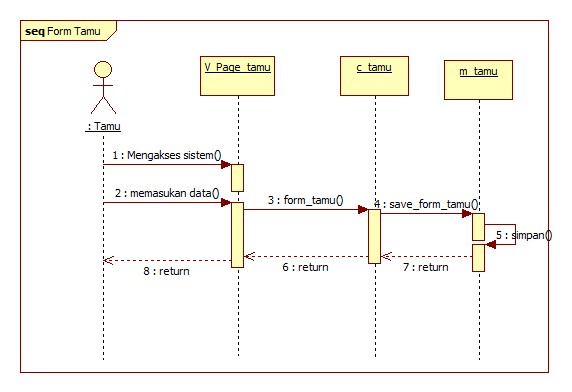 seq Form Tamu
V_Page_tamu
c_tamu
m_tamu
: Tamu
1 : Mengakses sistem()
2 : memasukan data()
3 : form_tamu()
4 : save_form_tamu()
5 : simpan()
8 : return
6 : return
7 : return